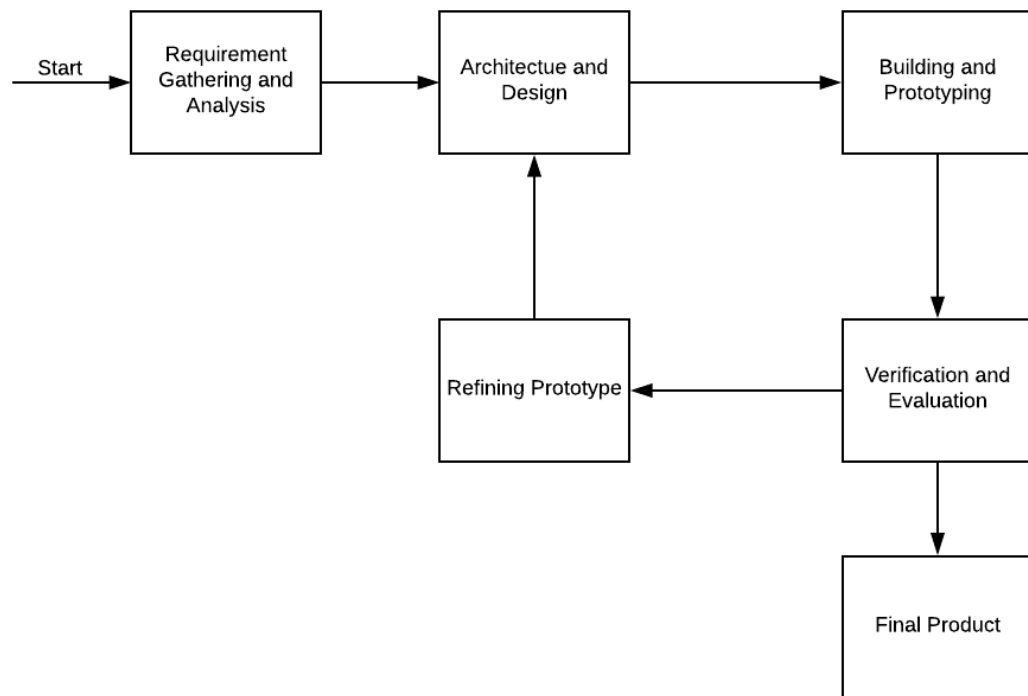 Start
Requirement
Gathering and
Analysis
Architectue and
Design
Building and
Prototyping
Refining Prototype
Verification and
Evaluation
Final Product